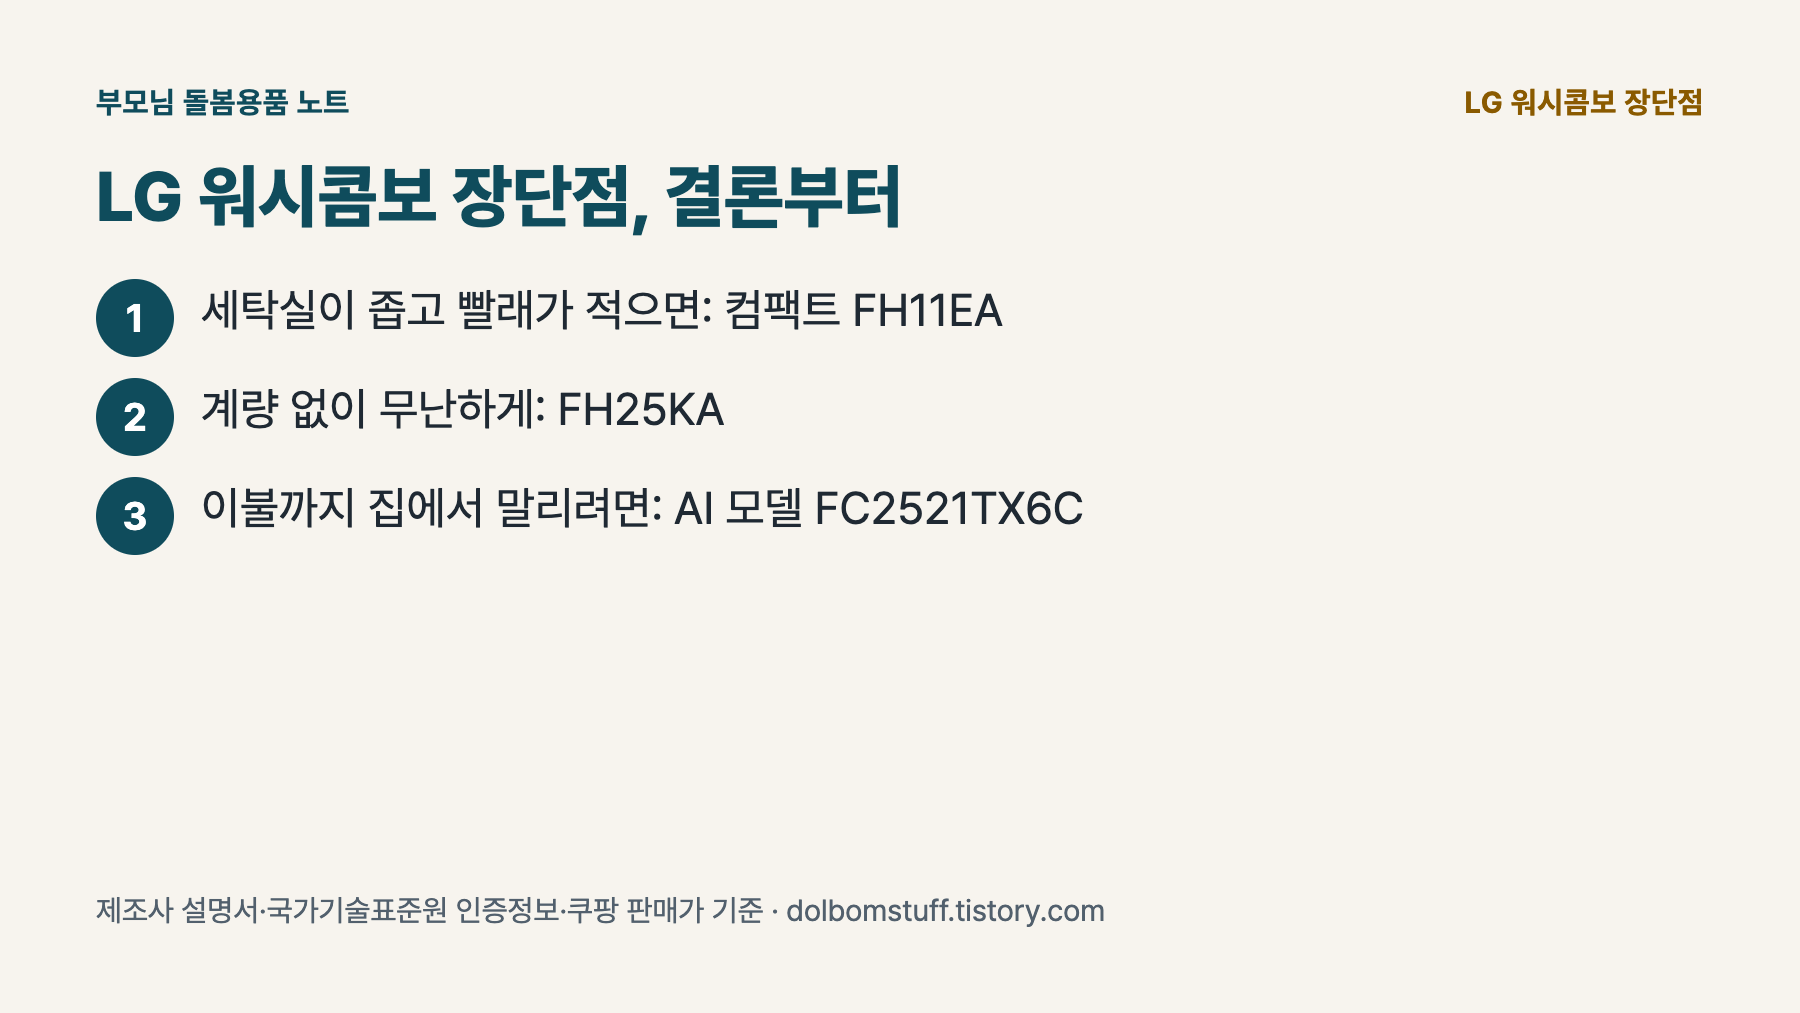 부모님 돌봄용품 노트
LG 워시콤보 장단점
LG 워시콤보 장단점, 결론부터
1 세탁실이 좁고 빨래가 적으면: 컴팩트 FH11EA
2 계량 없이 무난하게: FH25KA
3 이불까지 집에서 말리려면: AI 모델 FC2521TX6C
제조사 설명서·국가기술표준원 인증정보·쿠팡 판매가 기준 · dolbomstuff.tistory.com